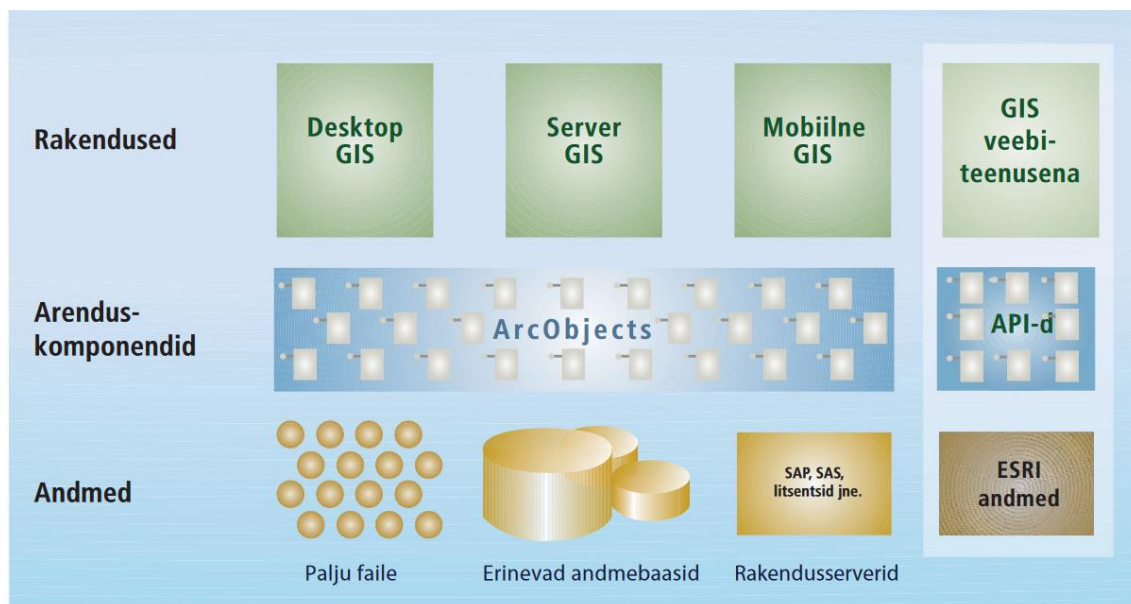 Rakendused
Desktop
GIS
Server
GIS
Mobiilne
GIS
GIS
veebi-
teenusena
Arendus-
komponendid
ArcObjects
API-d
Andmed
SAP, SAS,
litsentsid jne.
ESRI
andmed
Palju faile
Erinevad andmebaasid
Rakendusserverid